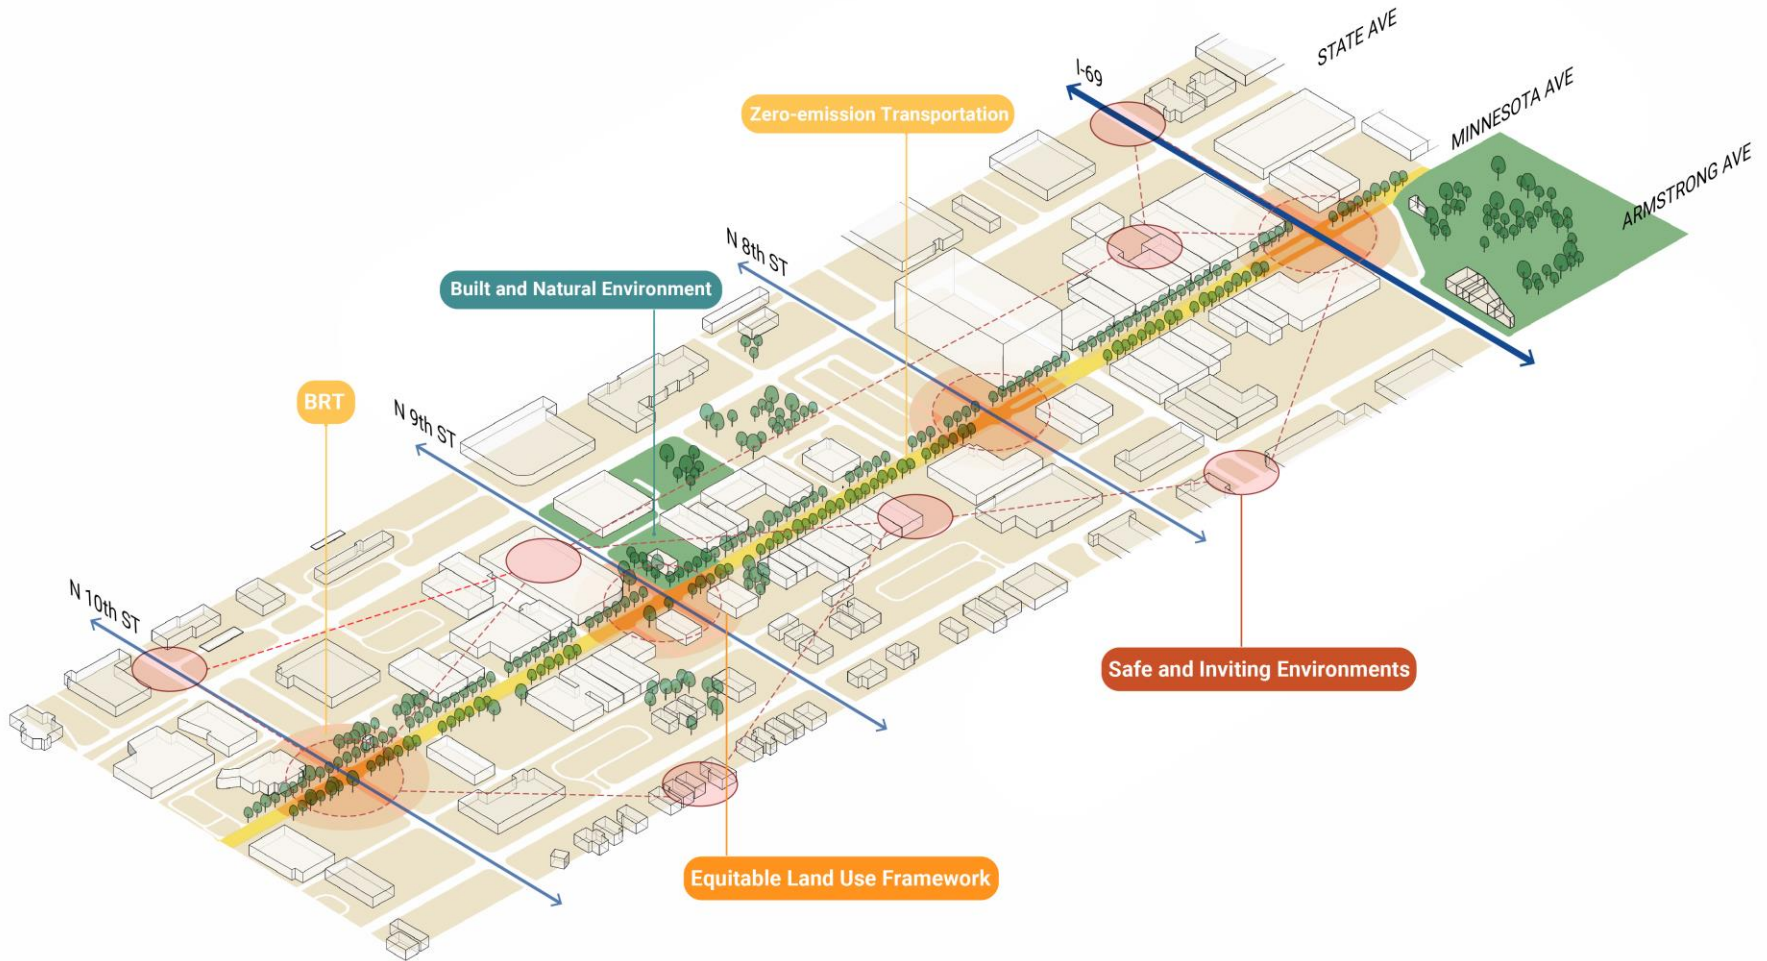 STATE AVE
I-69
MINNESOTA AVE
Zero-emission Transportation
ARMSTRONG AVE
N 8th ST
Built and Natural Environment
BRT
N 9th ST
N 10th ST
Safe and Inviting Environments
Equitable Land Use Framework